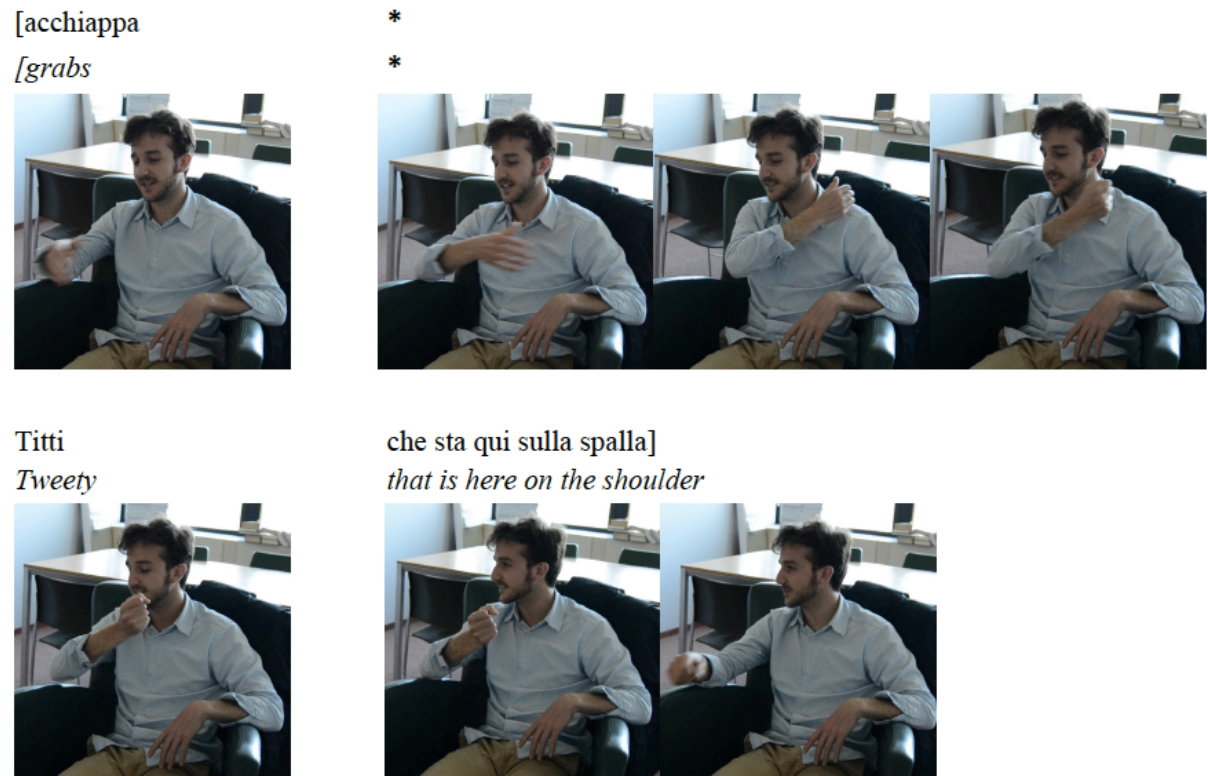 [acchiappa *
[grabs *
Titti che sta qui sulla spalla]
Tweety that is here on the shoulder